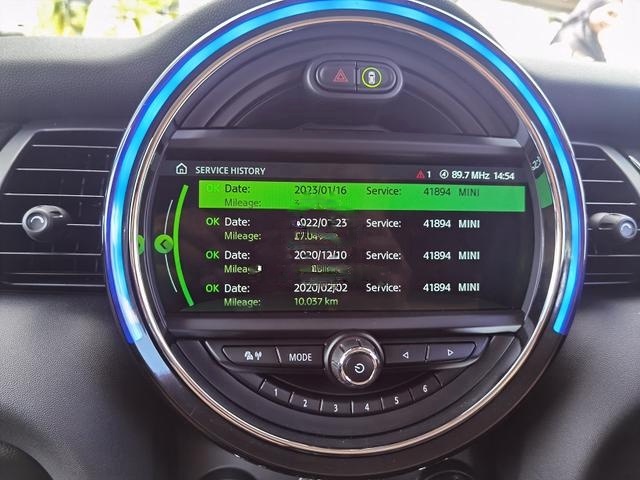 SERVICE HISTORY 1 89.7 MHz 14:54
OK Date: 2023/01/16 Service: 41894 MINI
Mileage:
OK Date: Service: 41894 MINI
Mileage:
OK Date: 2020/12/10 Service: 41894 MINI
OK Date: 2020/02/02 Service: 41894 MINI
Mileage: 10.037 km
MODE
1 2 3 4 5 6